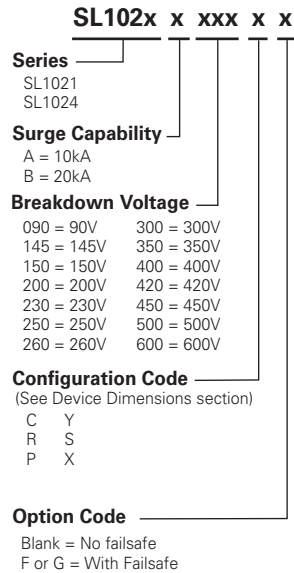 SL102x x xxx x x
Series
SL1021
SL1024
Surge Capability
A = 10kA
B = 20kA
Breakdown Voltage
090 = 90V 300 = 300V
145 = 145V 350 = 350V
150 = 150V 400 = 400V
200 = 200V 420 = 420V
230 = 230V 450 = 450V
250 = 250V 500 = 500V
260 = 260V 600 = 600V
Configuration Code
(See Device Dimensions section)
C Y
R S
P X
Option Code
Blank = No failsafe
F or G = With Failsafe